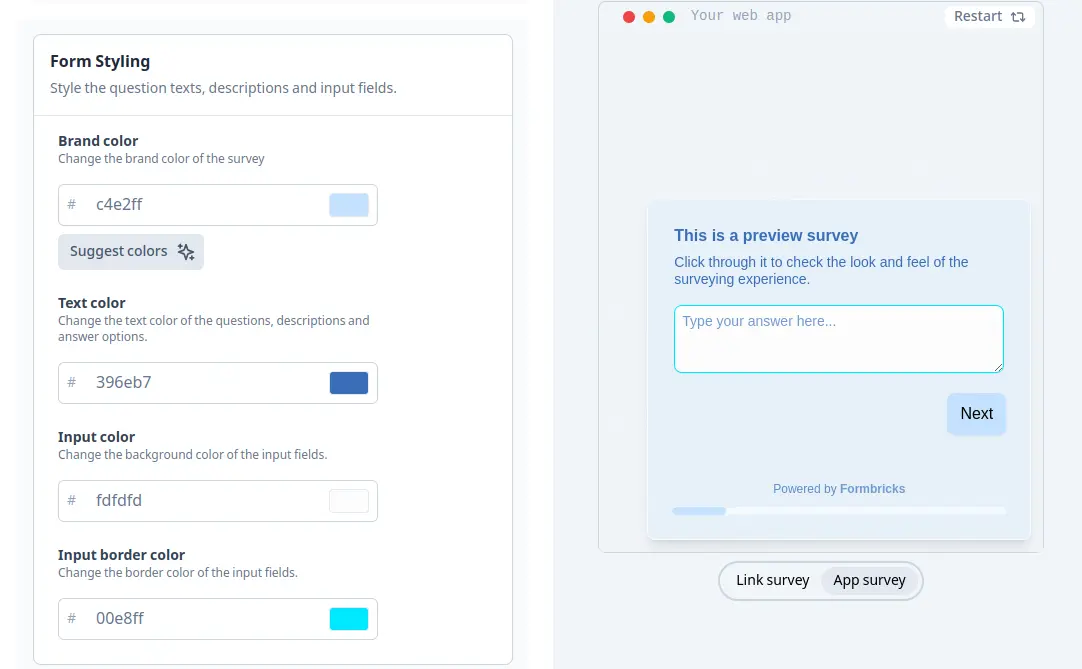 Form Styling
Style the question texts, descriptions and input fields.
Brand color
Change the brand color of the survey
# c4e2ff
Suggest colors
Text color
Change the text color of the questions, descriptions and
answer options.
# 396eb7
Input color
Change the background color of the input fields.
# fdfdfd
Input border color
Change the border color of the input fields.
# 00e8ff
Your web app
Restart
This is a preview survey
Click through it to check the look and feel of the
surveying experience.
Type your answer here...
Next
Powered by Formbricks
Link survey
App survey